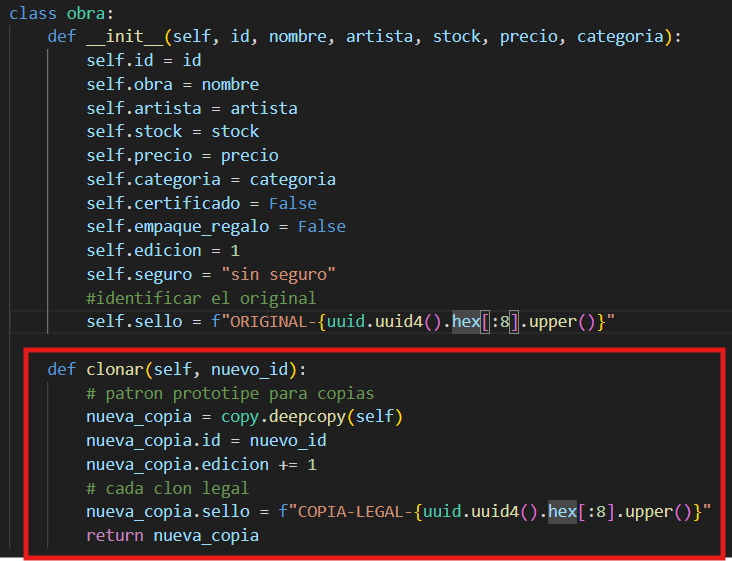 class obra:
def __init__(self, id, nombre, artista, stock, precio, categoria):
self.id = id
self.obra = nombre
self.artista = artista
self.stock = stock
self.precio = precio
self.categoria = categoria
self.certificado = False
self.empaque_regalo = False
self.edicion = 1
self.seguro = "sin seguro"
#identificar el original
self.sello = f"ORIGINAL-{uuid.uuid4().hex[:8].upper()}"
def clonar(self, nuevo_id):
# patron prototipe para copias
nueva_copia = copy.deepcopy(self)
nueva_copia.id = nuevo_id
nueva_copia.edicion += 1
# cada clon legal
nueva_copia.sello = f"COPIA-LEGAL-{uuid.uuid4().hex[:8].upper()}"
return nueva_copia